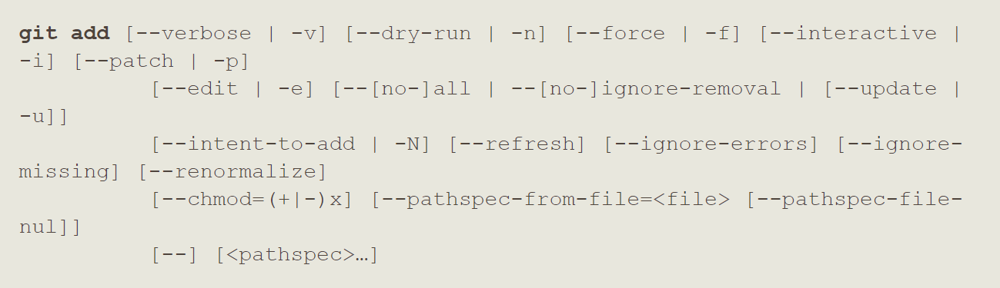 git add [--verbose | -v] [--dry-run | -n] [--force | -f] [--interactive |
-i] [--patch | -p]
[--edit | -e] [--[no-]all | --[no-]ignore-removal | [--update |
-u]]
[--intent-to-add | -N] [--refresh] [--ignore-errors] [--ignore-
missing] [--renormalize]
[--chmod=(+|-)x] [--pathspec-from-file=<file> [--pathspec-file-
nul]]
[--] [<pathspec>…]